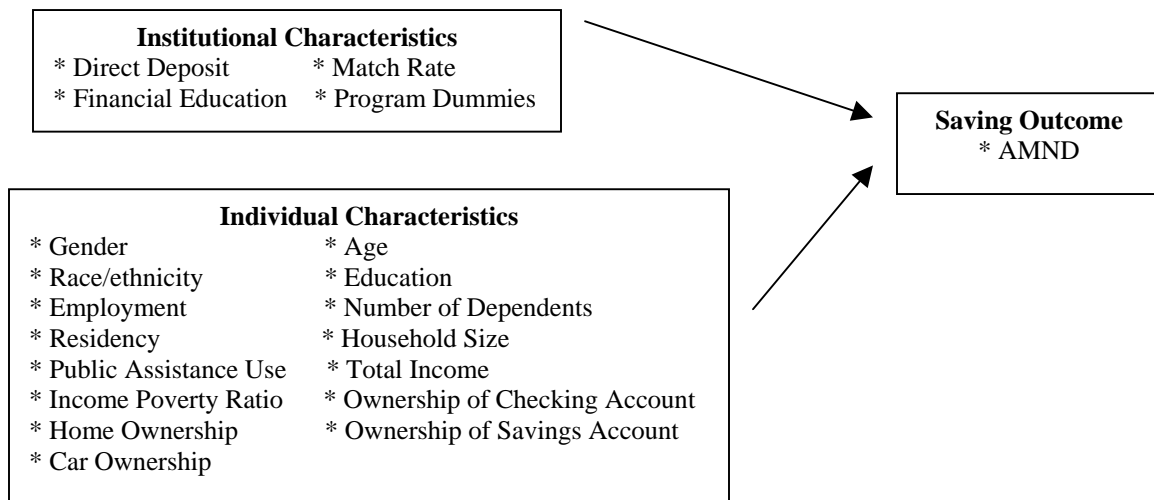 Institutional Characteristics
* Direct Deposit * Match Rate
* Financial Education * Program Dummies
Saving Outcome
* AMND
Individual Characteristics
* Gender * Age
* Race/ethnicity * Education
* Employment * Number of Dependents
* Residency * Household Size
* Public Assistance Use * Total Income
* Income Poverty Ratio * Ownership of Checking Account
* Home Ownership * Ownership of Savings Account
* Car Ownership